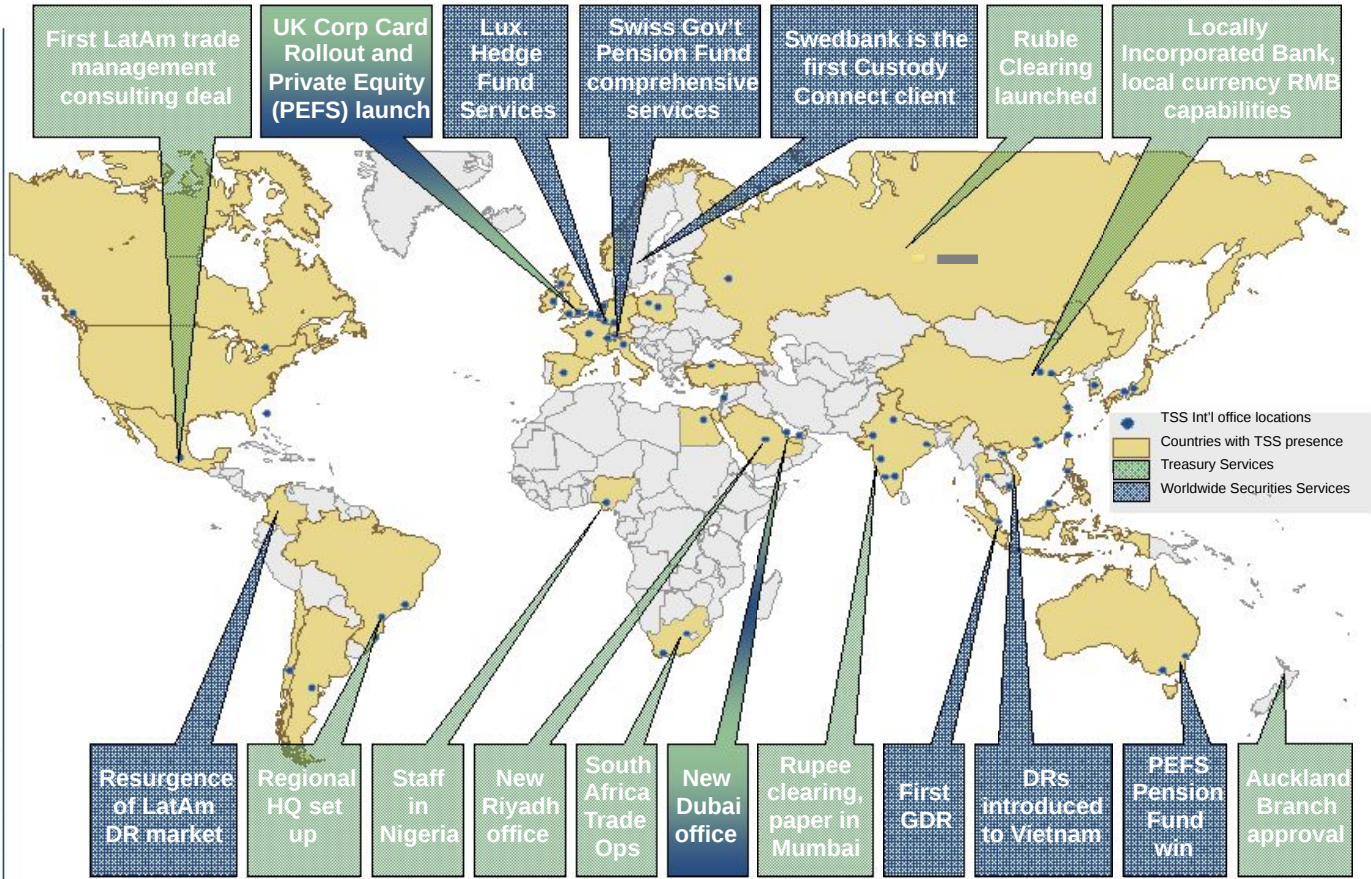 First LatAm trade
management
consulting deal
UK Corp Card
Rollout and
Private Equity
(PEFS) launch
Lux.
Hedge
Fund
Services
Swiss Gov’t
Pension Fund
comprehensive
services
Swedbank is the
first Custody
Connect client
Ruble
Clearing
launched
Locally
Incorporated Bank,
local currency RMB
capabilities
TSS Int'l office locations
Countries with TSS presence
Treasury Services
Worldwide Securities Services
Resurgence
of LatAm
DR market
Regional
HQ set
up
Staff
in
Nigeria
New
Riyadh
office
South
Africa
Trade
Ops
New
Dubai
office
Rupee
clearing,
paper in
Mumbai
First
GDR
DRs
introduced
to Vietnam
PEFS
Pension
Fund
win
Auckland
Branch
approval